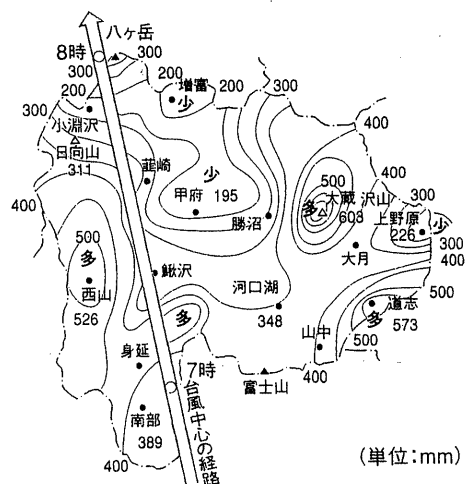 八ヶ岳
8時
300
300
200
増富
少
200
300
400
300
200
小淵沢
日向山
311
韮崎
少
甲府
195
勝沼
500
多
大蔵沢山
608
300
上野原
少
226
400
大月
400
500
多
西山
526
鰍沢
河口湖
348
多
400
500
道志
多
573
500
山中
400
身延
7時
富士山
南部
389
400
台風中心の経路
(単位:mm)